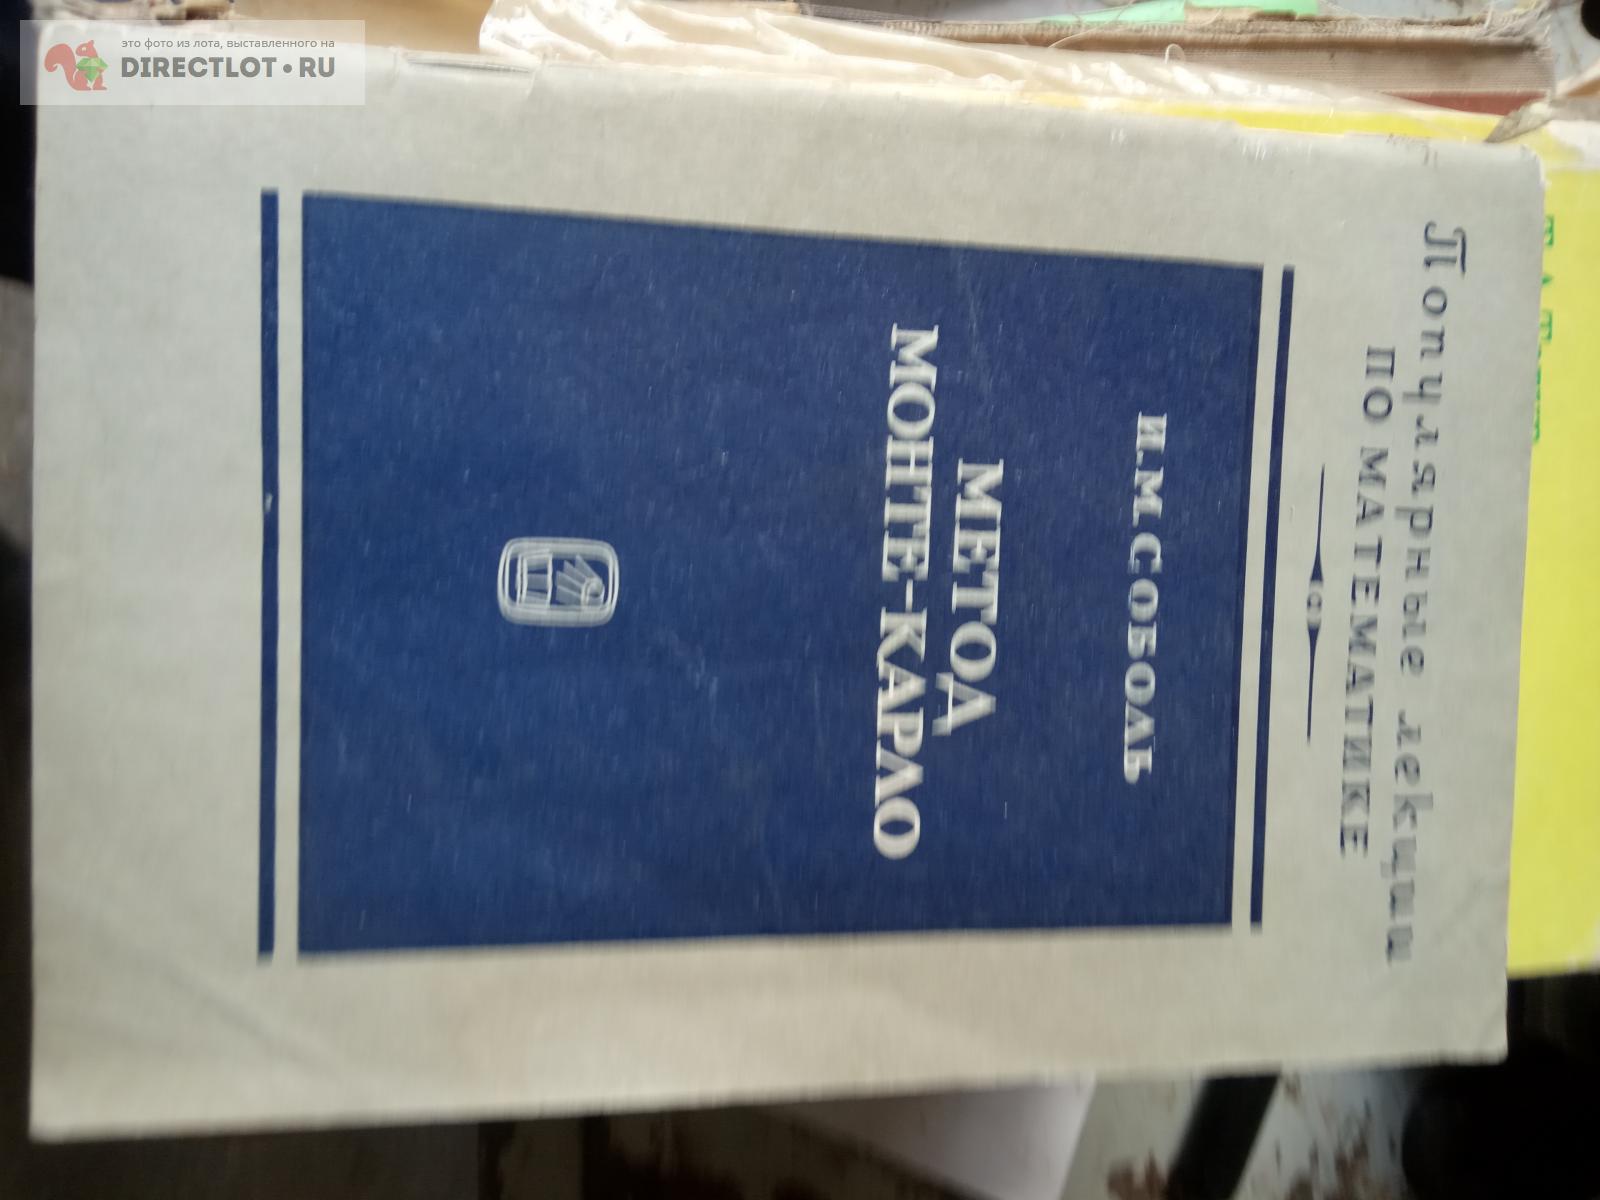 это фото из лота, выставленного на
DIRECTLOT • RU
Популярные лекции
ПО МАТЕМАТИКЕ
И. М. СОБОЛЬ
МЕТОД
МОНТЕ-КАРЛО